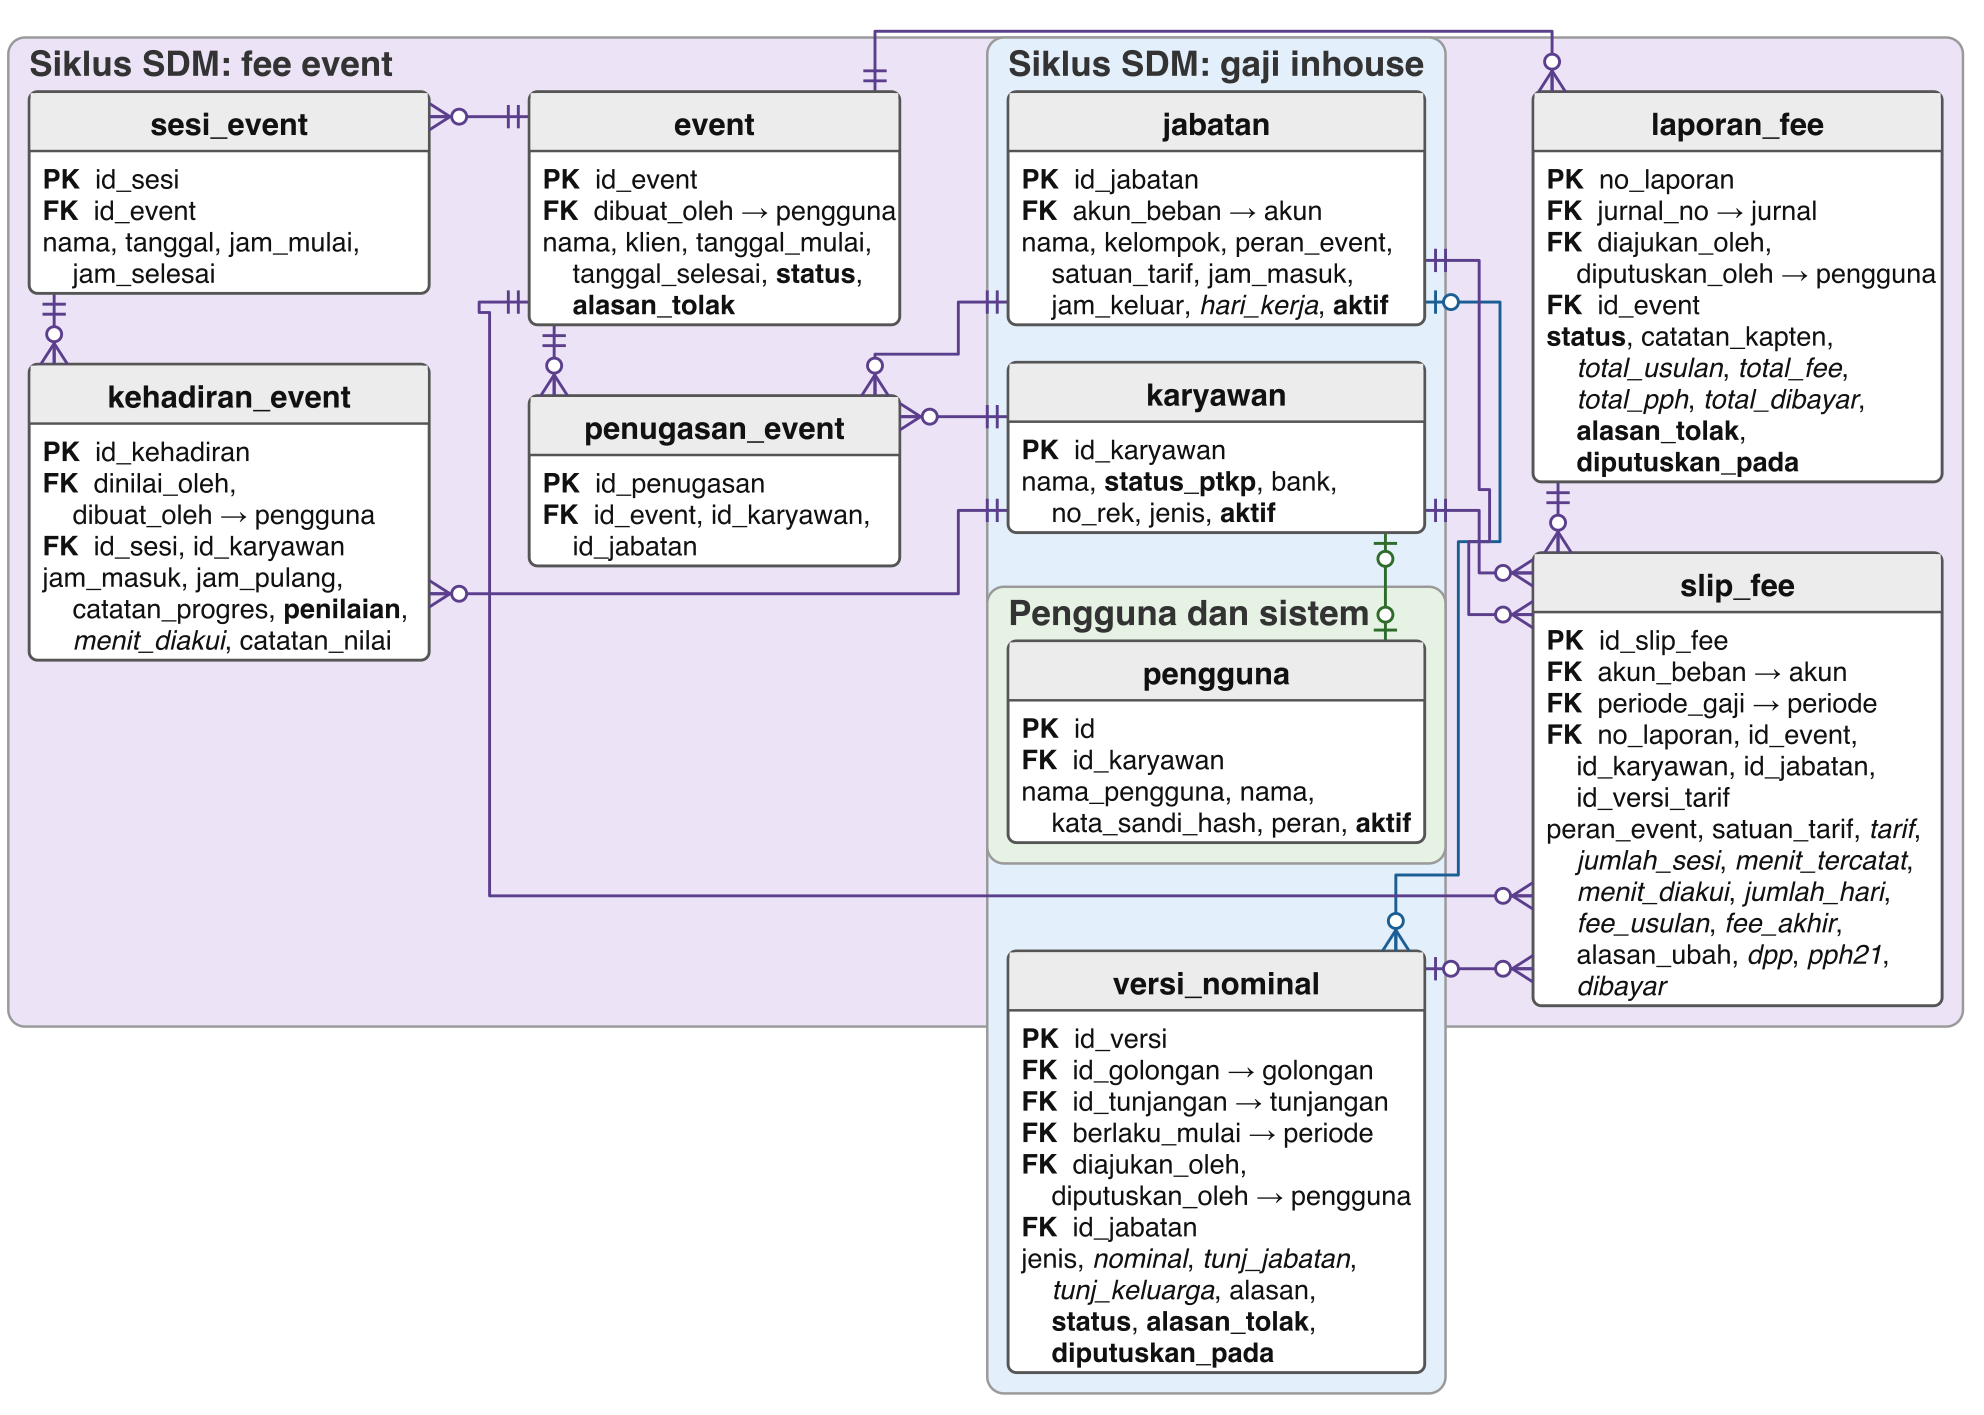 Siklus SDM: fee event
sesi_event
PK id_sesi
FK id_event
nama, tanggal, jam_mulai,
jam_selesai
event
PK id_event
FK dibuat_oleh → pengguna
nama, klien, tanggal_mulai,
tanggal_selesai, status,
alasan_tolak
kehadiran_event
PK id_kehadiran
FK dinilai_oleh,
dibuat_oleh → pengguna
FK id_sesi, id_karyawan
jam_masuk, jam_pulang,
catatan_progres, penilaian,
menit_diakui, catatan_nilai
penugasan_event
PK id_penugasan
FK id_event, id_karyawan,
id_jabatan
Siklus SDM: gaji inhouse
jabatan
PK id_jabatan
FK akun_beban → akun
nama, kelompok, peran_event,
satuan_tarif, jam_masuk,
jam_keluar, hari_kerja, aktif
karyawan
PK id_karyawan
nama, status_ptkp, bank,
no_rek, jenis, aktif
Pengguna dan sistem
pengguna
PK id
FK id_karyawan
nama_pengguna, nama,
kata_sandi_hash, peran, aktif
versi_nominal
PK id_versi
FK id_golongan → golongan
FK id_tunjangan → tunjangan
FK berlaku_mulai → periode
FK diajukan_oleh,
diputuskan_oleh → pengguna
FK id_jabatan
jenis, nominal, tunj_jabatan,
tunj_keluarga, alasan,
status, alasan_tolak,
diputuskan_pada
laporan_fee
PK no_laporan
FK jurnal_no → jurnal
FK diajukan_oleh,
diputuskan_oleh → pengguna
FK id_event
status, catatan_kapten,
total_usulan, total_fee,
total_pph, total_dibayar,
alasan_tolak,
diputuskan_pada
slip_fee
PK id_slip_fee
FK akun_beban → akun
FK periode_gaji → periode
FK no_laporan, id_event,
id_karyawan, id_jabatan,
id_versi_tarif
peran_event, satuan_tarif, tarif,
jumlah_sesi, menit_tercatat,
menit_diakui, jumlah_hari,
fee_usulan, fee_akhir,
alasan_ubah, dpp, pph21,
dibayar